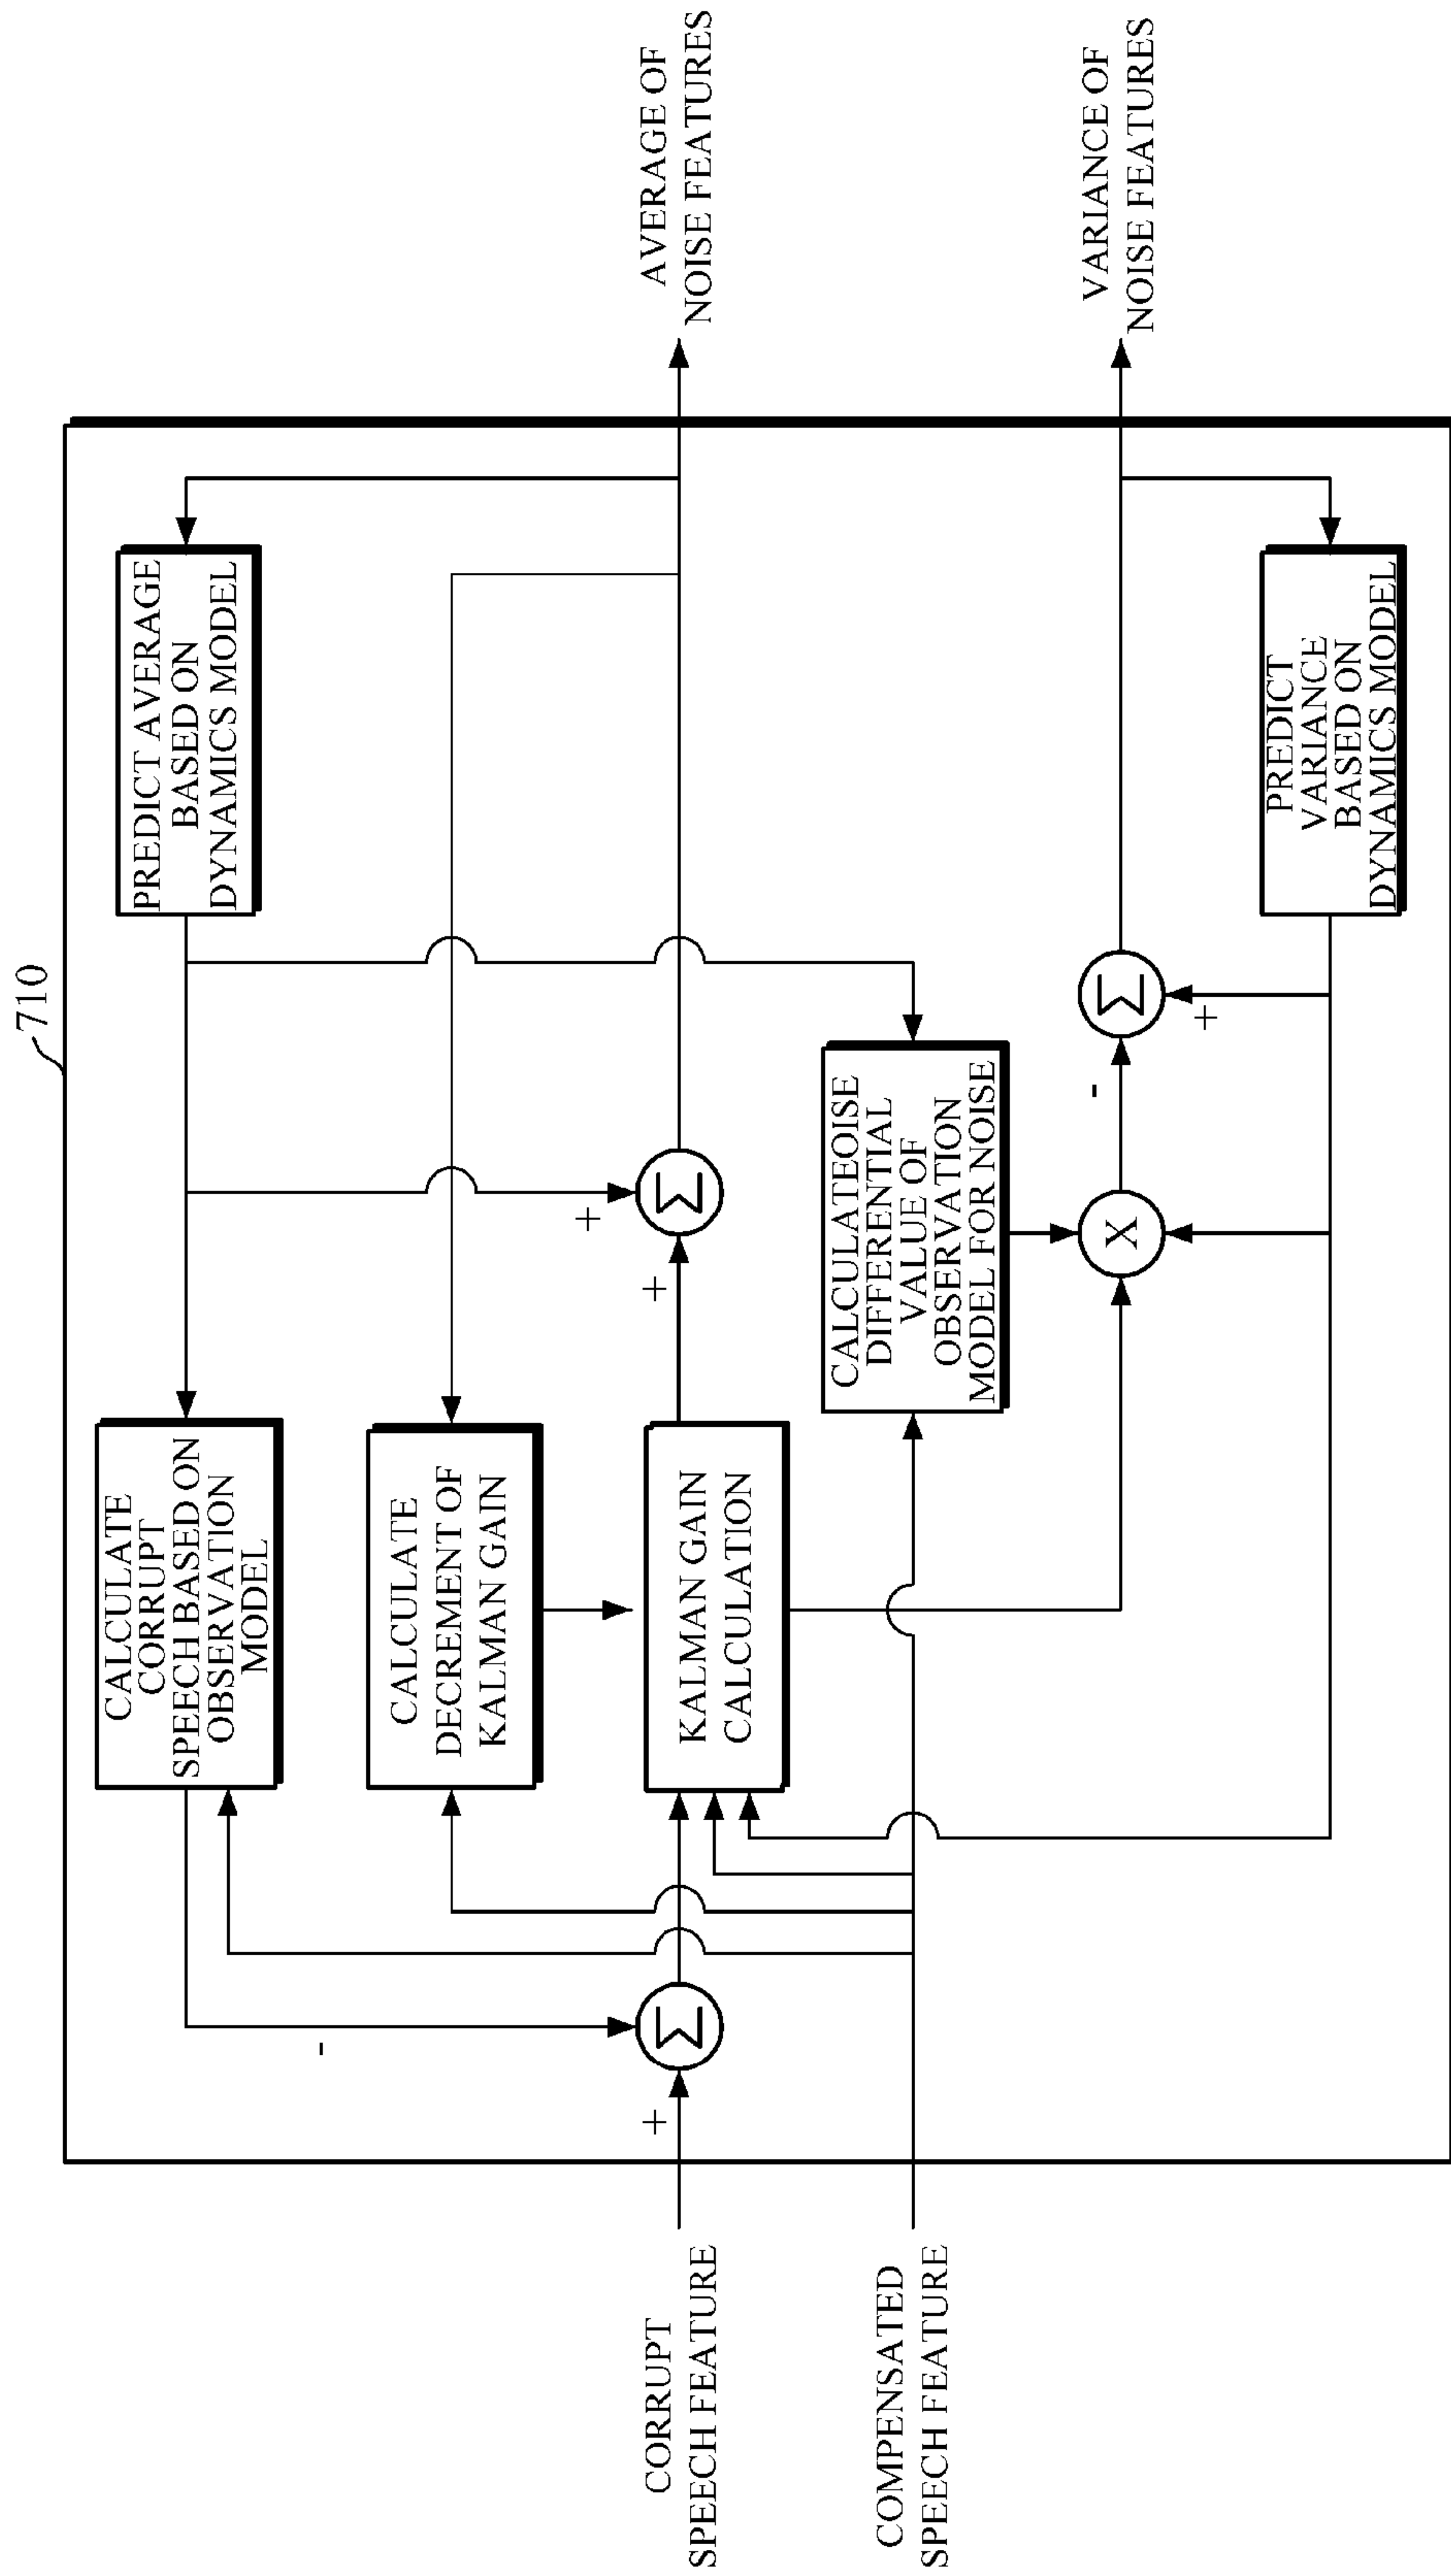 710
CALCULATE
CORRUPT
SPEECH BASED ON
OBSERVATION
MODEL
PREDICT AVERAGE
BASED ON
DYNAMICS MODEL
-
CALCULATE
DECREMENT OF
KALMAN GAIN
+
CORRUPT
SPEECH FEATURE
+
Σ
KALMAN GAIN
CALCULATION
+
Σ
AVERAGE OF
NOISE FEATURES
COMPENSATED
SPEECH FEATURE
CALCULATEOISE
DIFFERENTIAL
VALUE OF
OBSERVATION
MODEL FOR NOISE
X
-
Σ
+
VARIANCE OF
NOISE FEATURES
PREDICT
VARIANCE
BASED ON
DYNAMICS MODEL